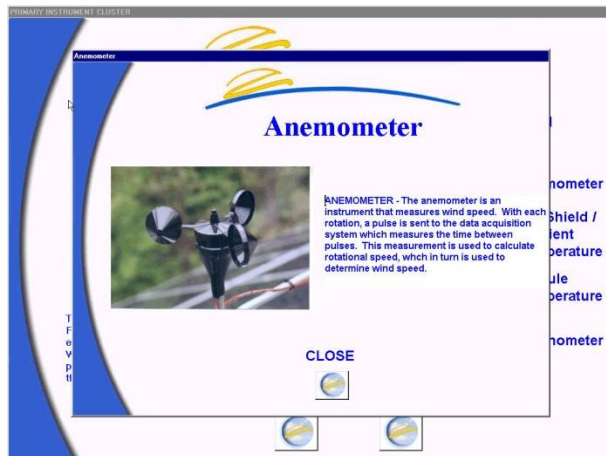 PRIMARY INSTRUMENT CLUSTER
Anemometer
Anemometer
ANEMOMETER - The anemometer is an
instrument that measures wind speed. With each
rotation, a pulse is sent to the data acquisition
system which measures the time between
pulses. This measurement is used to calculate
rotational speed, whch in turn is used to
determine wind speed.
CLOSE
nometer
Shield /
ient
perature
ule
perature
nometer
T
F
e
V
p
tl